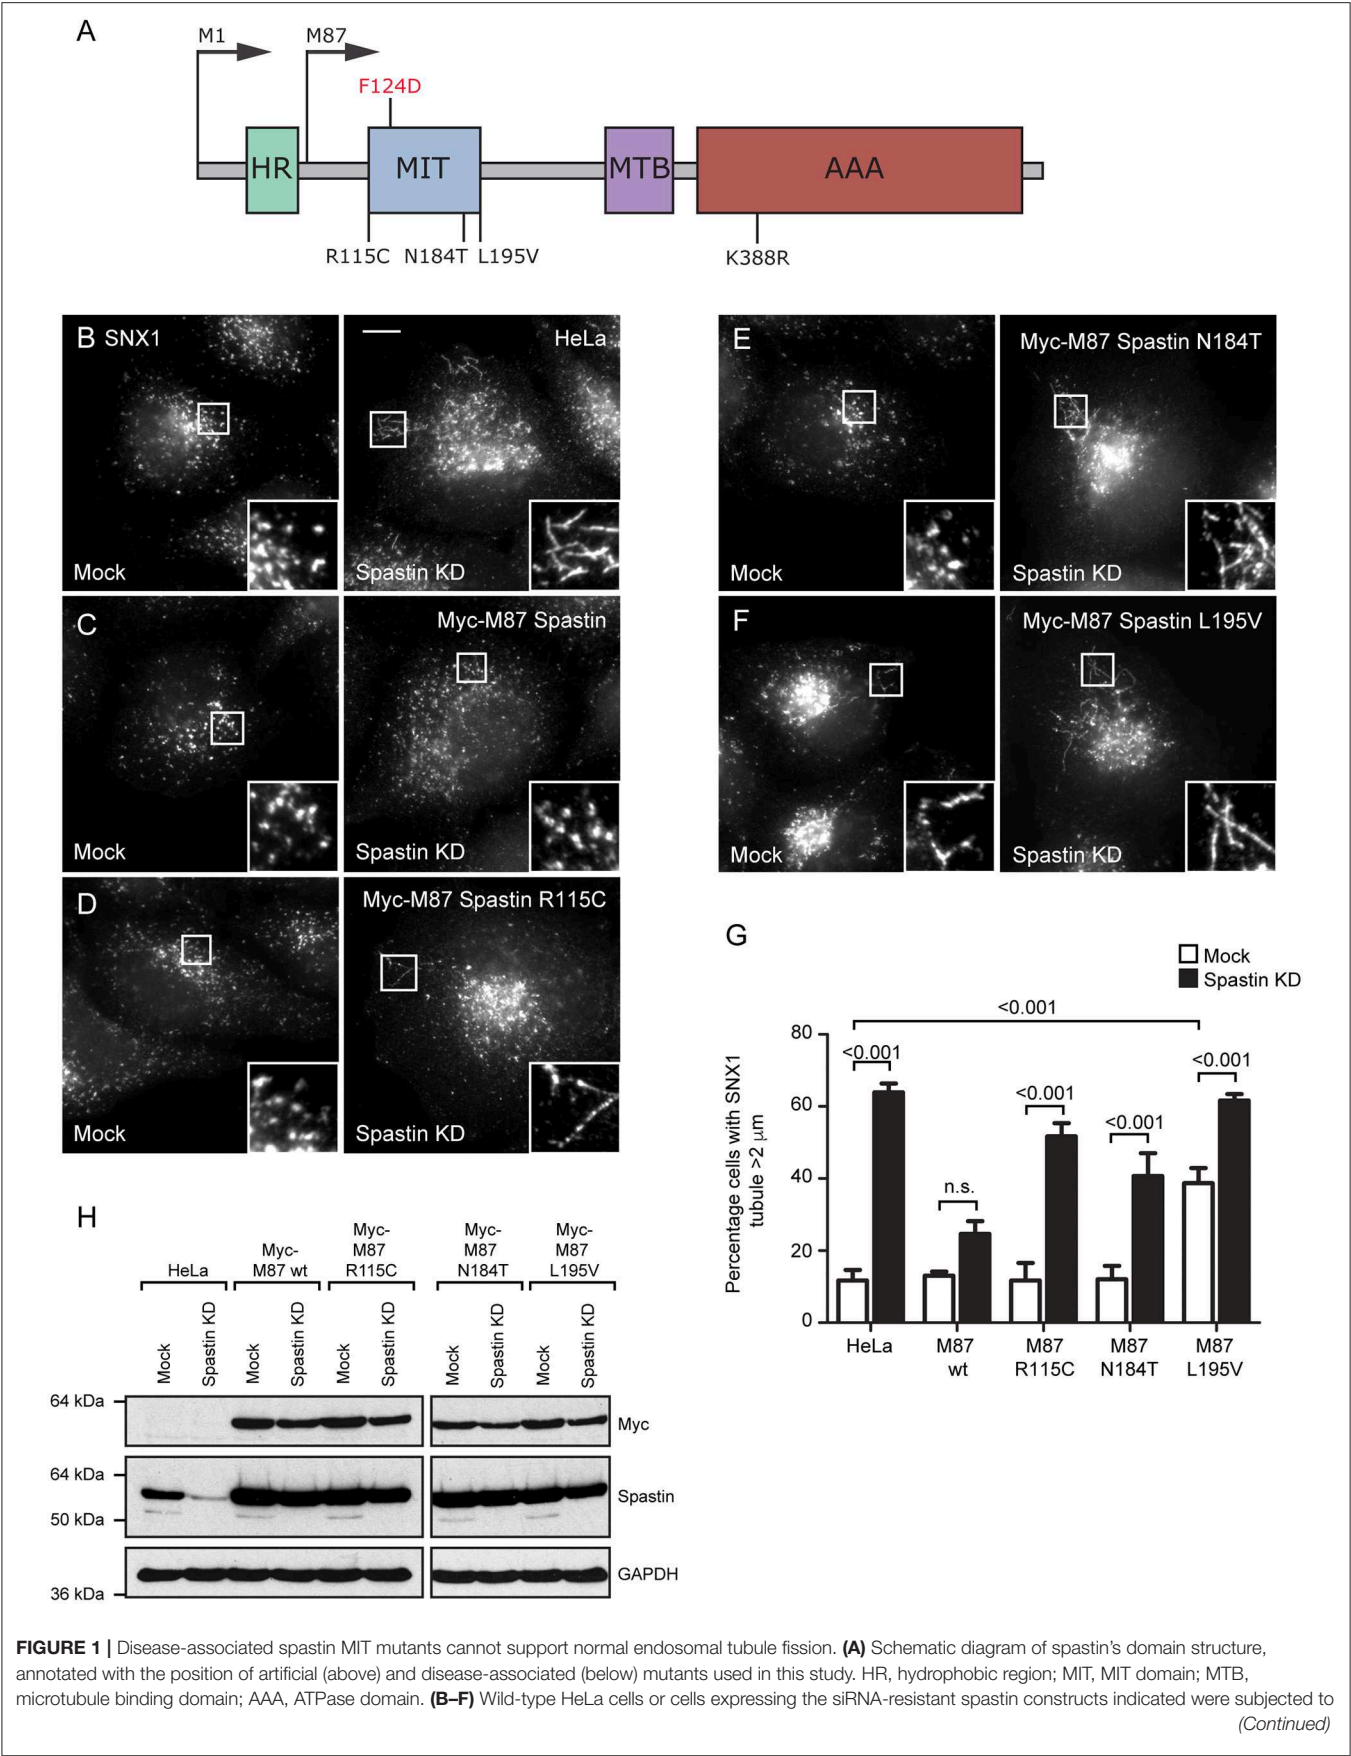 A
M1
M87
F124D
HR
MIT
MTB
AAA
R115C
N184T
L195V
K388R
B SNX1
HeLa
Mock
Spastin KD
C
Myc-M87 Spastin
Mock
Spastin KD
D
Myc-M87 Spastin R115C
Mock
Spastin KD
E
Myc-M87 Spastin N184T
Mock
Spastin KD
F
Myc-M87 Spastin L195V
Mock
Spastin KD
G
Mock
Spastin KD
Percentage cells with SNX1
tubule >2 μm
80
60
40
20
0
<0.001
<0.001
n.s.
<0.001
<0.001
<0.001
HeLa
M87
wt
M87
R115C
M87
N184T
M87
L195V
H
HeLa
Myc-
M87 wt
Myc-
M87
R115C
Myc-
M87
N184T
Myc-
M87
L195V
Mock
Spastin KD
Mock
Spastin KD
Mock
Spastin KD
Mock
Spastin KD
Mock
Spastin KD
64 kDa
Myc
64 kDa
Spastin
50 kDa
GAPDH
36 kDa
FIGURE 1 | Disease-associated spastin MIT mutants cannot support normal endosomal tubule fission. (A) Schematic diagram of spastin's domain structure,
annotated with the position of artificial (above) and disease-associated (below) mutants used in this study. HR, hydrophobic region; MIT, MIT domain; MTB,
microtubule binding domain; AAA, ATPase domain. (B–F) Wild-type HeLa cells or cells expressing the siRNA-resistant spastin constructs indicated were subjected to
(Continued)